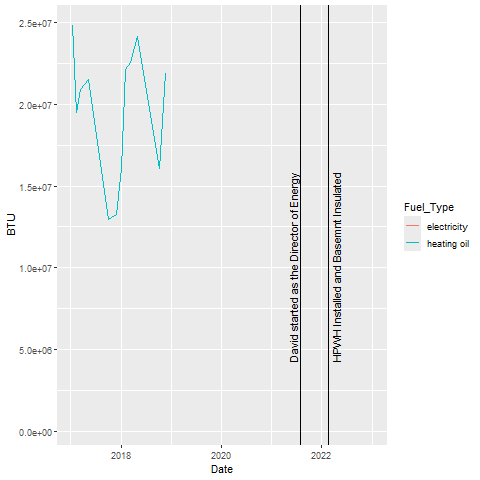 2.5e+07
2.0e+07
1.5e+07
1.0e+07
5.0e+06
0.0e+00
BTU
David started as the Director of Energy
HPWH Installed and Basemnt Insulated
2018
2020
2022
Date
Fuel_Type
electricity
heating oil